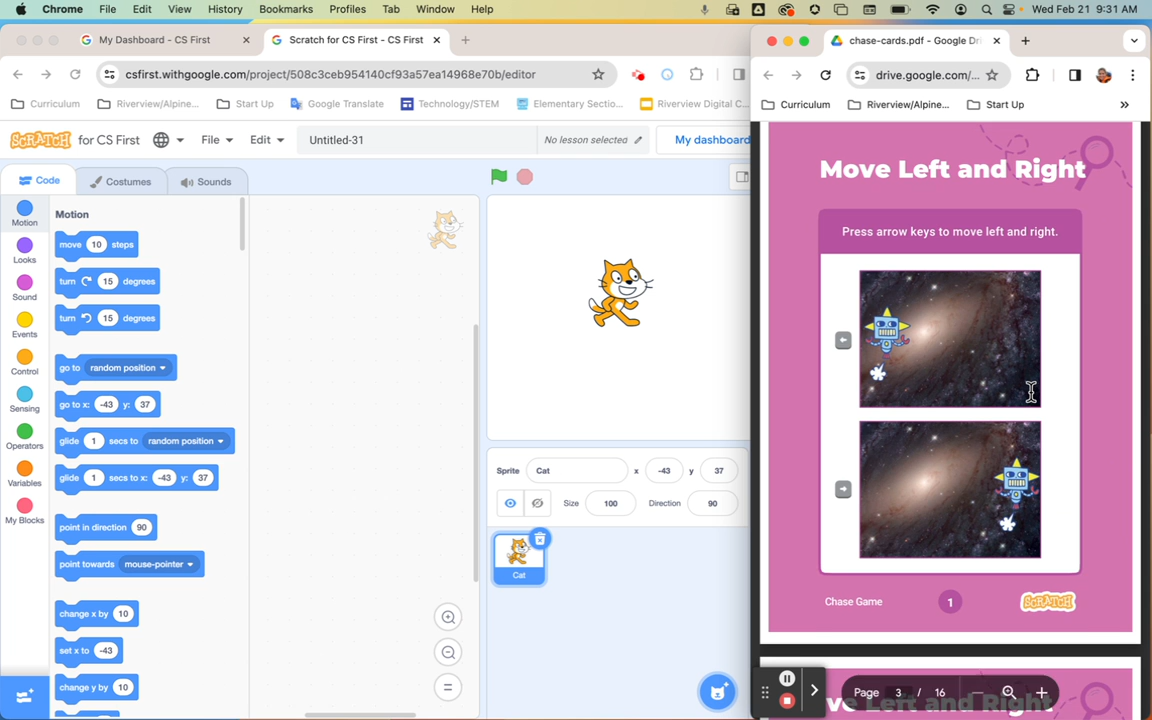 Chrome File Edit View History Bookmarks Profiles Tab Window Help Wed Feb 21 9:31 AM
My Dashboard - CS First
Scratch for CS First - CS First
chase-cards.pdf - Google Dri
csfirst.withgoogle.com/project/508c3ceb954140cf93a57ea14968e70b/editor
drive.google.com/...
Curriculum Riverview/Alpine... Start Up Google Translate Technology/STEM Elementary Sectio... Riverview Digital C...
Curriculum Riverview/Alpine... Start Up »
SCRATCH for CS First File Edit Untitled-31 No lesson selected My dashboard
Code Costumes Sounds
Motion
Looks
Sound
Events
Control
Sensing
Operators
Variables
My Blocks
Motion
move 10 steps
turn 15 degrees
turn 15 degrees
go to random position
go to x: -43 y: 37
glide 1 secs to random position
glide 1 secs to x: -43 y: 37
point in direction 90
point towards mouse-pointer
change x by 10
set x to -43
change y by 10
Sprite Cat x -43 y 37
Size 100 Direction 90
Cat
Move Left and Right
Press arrow keys to move left and right.
Chase Game 1 SCRATCH
Page 3 / 16
ve Left and Right